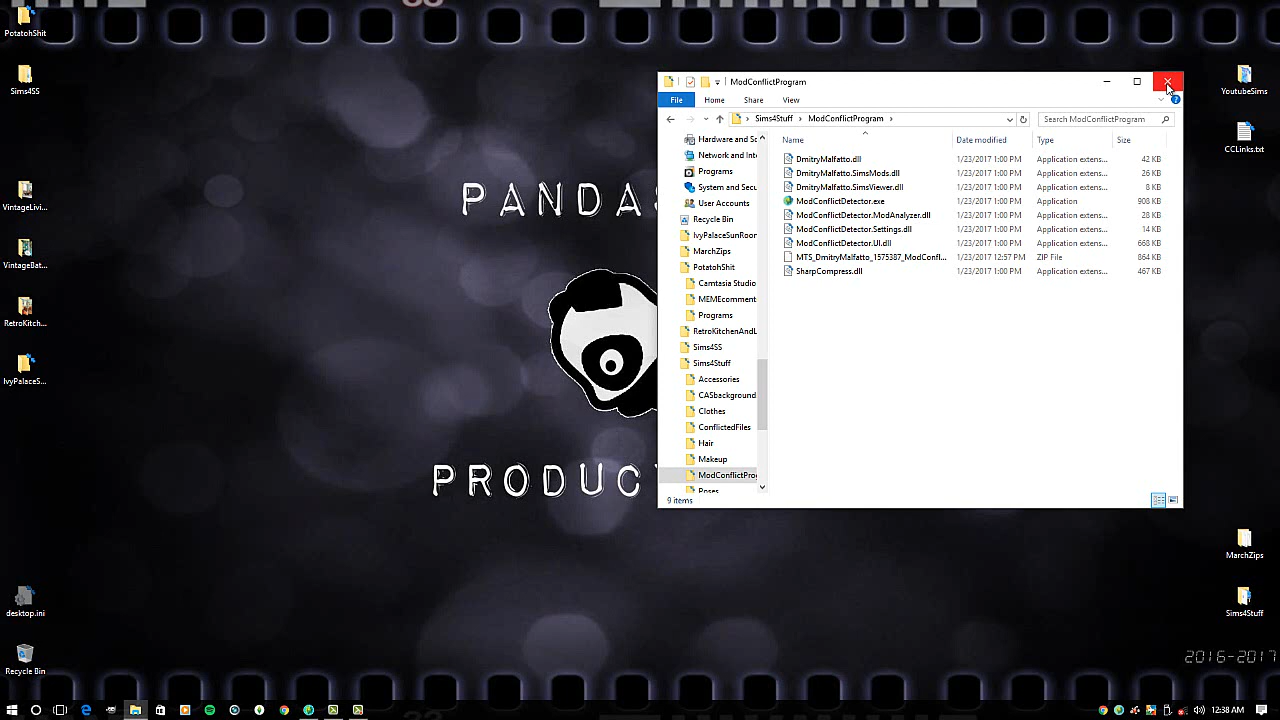 PotatohShit
Sims4SS
VintageLivi...
VintageBat...
RetroKitch...
IvyPalaceS...
desktop.ini
Recycle Bin
PANDAS
PRODUC
ModConflictProgram
File Home Share View
Sims4Stuff > ModConflictProgram >
Search ModConflictProgram
Name Date modified Type Size
Hardware and So
Network and Inte
Programs
System and Secu
User Accounts
Recycle Bin
IvyPalaceSunRoon
MarchZips
PotatohShit
Camtasia Studio
MEMEcomment
Programs
RetroKitchenAndL
Sims4SS
Sims4Stuff
Accessories
CASbackground
Clothes
ConflictedFiles
Hair
Makeup
ModConflictProg
Poses
DmitryMalfatto.dll 1/23/2017 1:00 PM Application extens... 42 KB
DmitryMalfatto.SimsMods.dll 1/23/2017 1:00 PM Application extens... 26 KB
DmitryMalfatto.SimsViewer.dll 1/23/2017 1:00 PM Application extens... 8 KB
ModConflictDetector.exe 1/23/2017 1:00 PM Application 908 KB
ModConflictDetector.ModAnalyzer.dll 1/23/2017 1:00 PM Application extens... 28 KB
ModConflictDetector.Settings.dll 1/23/2017 1:00 PM Application extens... 14 KB
ModConflictDetector.UI.dll 1/23/2017 1:00 PM Application extens... 668 KB
MTS_DmitryMalfatto_1575387_ModConfl... 1/23/2017 12:57 PM ZIP File 864 KB
SharpCompress.dll 1/23/2017 1:00 PM Application extens... 467 KB
9 items
YoutubeSims
CCLinks.txt
MarchZips
Sims4Stuff
2016-2017
12:38 AM